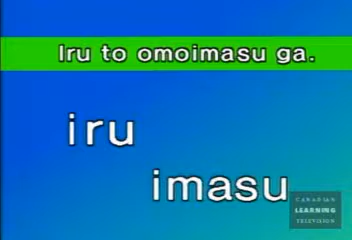 Iru to omoimasu ga.
iru
imasu
CANADIAN
LEARNING
TELEVISION